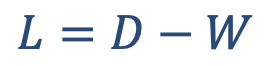 L = D − W